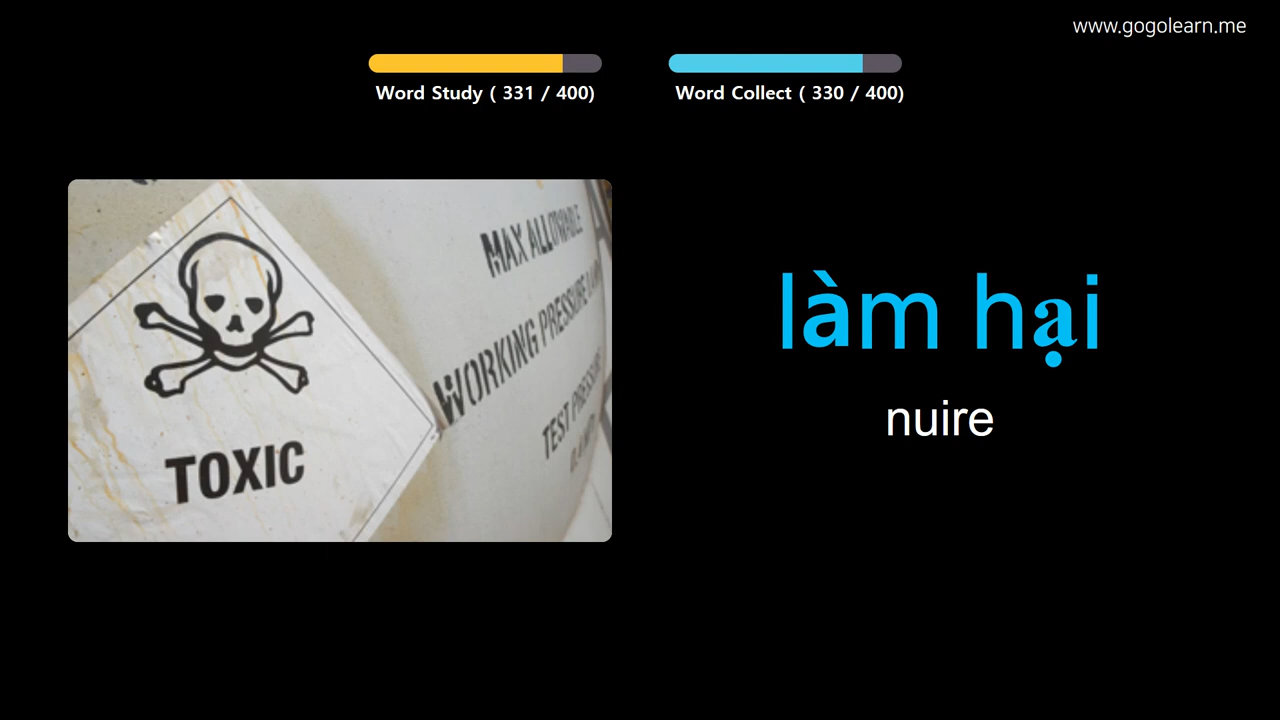 www.gogolearn.me
Word Study ( 331 / 400)
Word Collect ( 330 / 400)
MAX ALLOWABLE
WORKING PRESSURE
TEST PRESSURE
TOXIC
làm hại
nuire